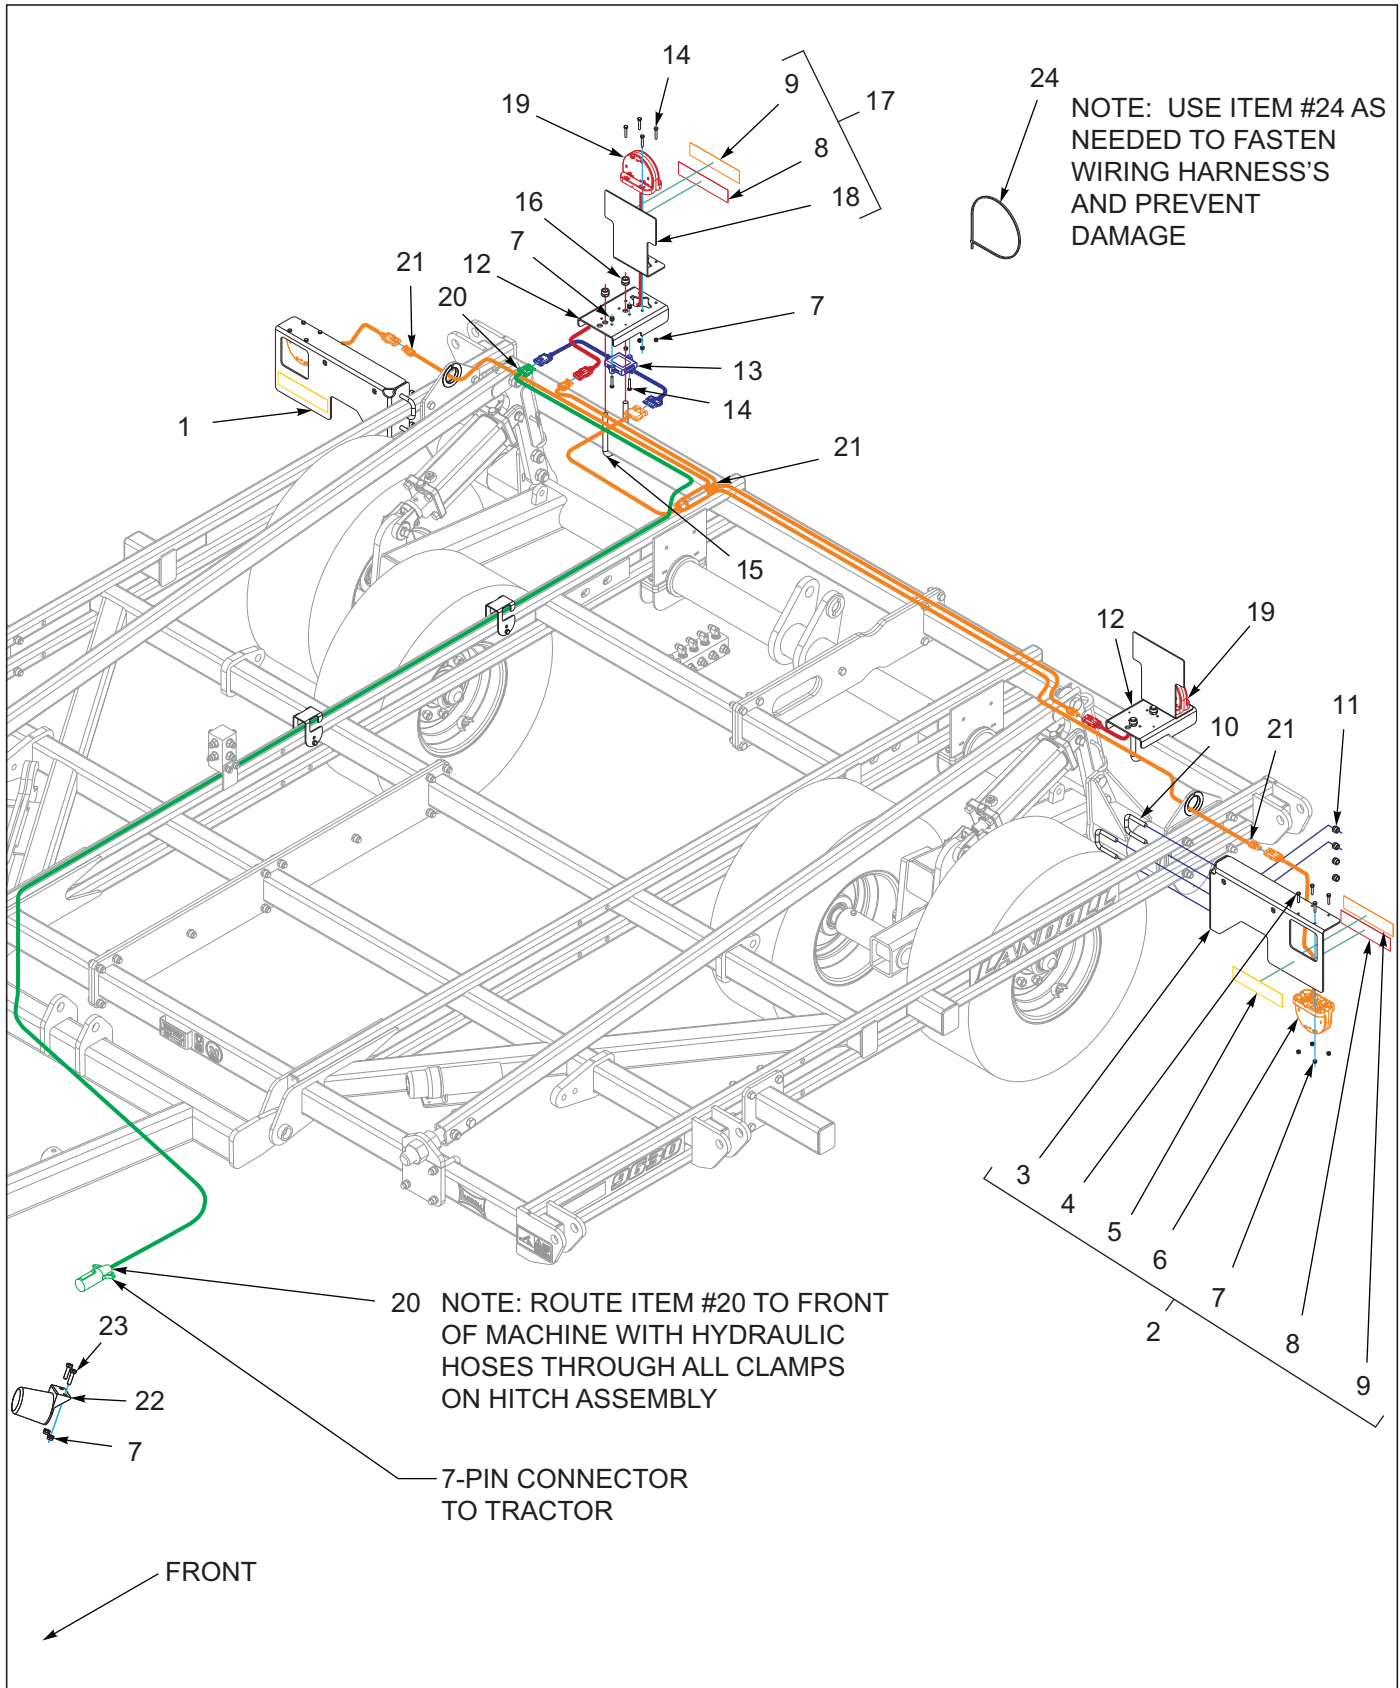 14
9
17
19
8
18
16
7
12
21
20
7
13
14
1
21
15
24
NOTE: USE ITEM #24 AS
NEEDED TO FASTEN
WIRING HARNESS'S
AND PREVENT
DAMAGE
12
19
10
21
11
LANDOLL
9630
3
4
5
6
7
8
9
2
20 NOTE: ROUTE ITEM #20 TO FRONT
OF MACHINE WITH HYDRAULIC
HOSES THROUGH ALL CLAMPS
ON HITCH ASSEMBLY
23
22
7
7-PIN CONNECTOR
TO TRACTOR
FRONT